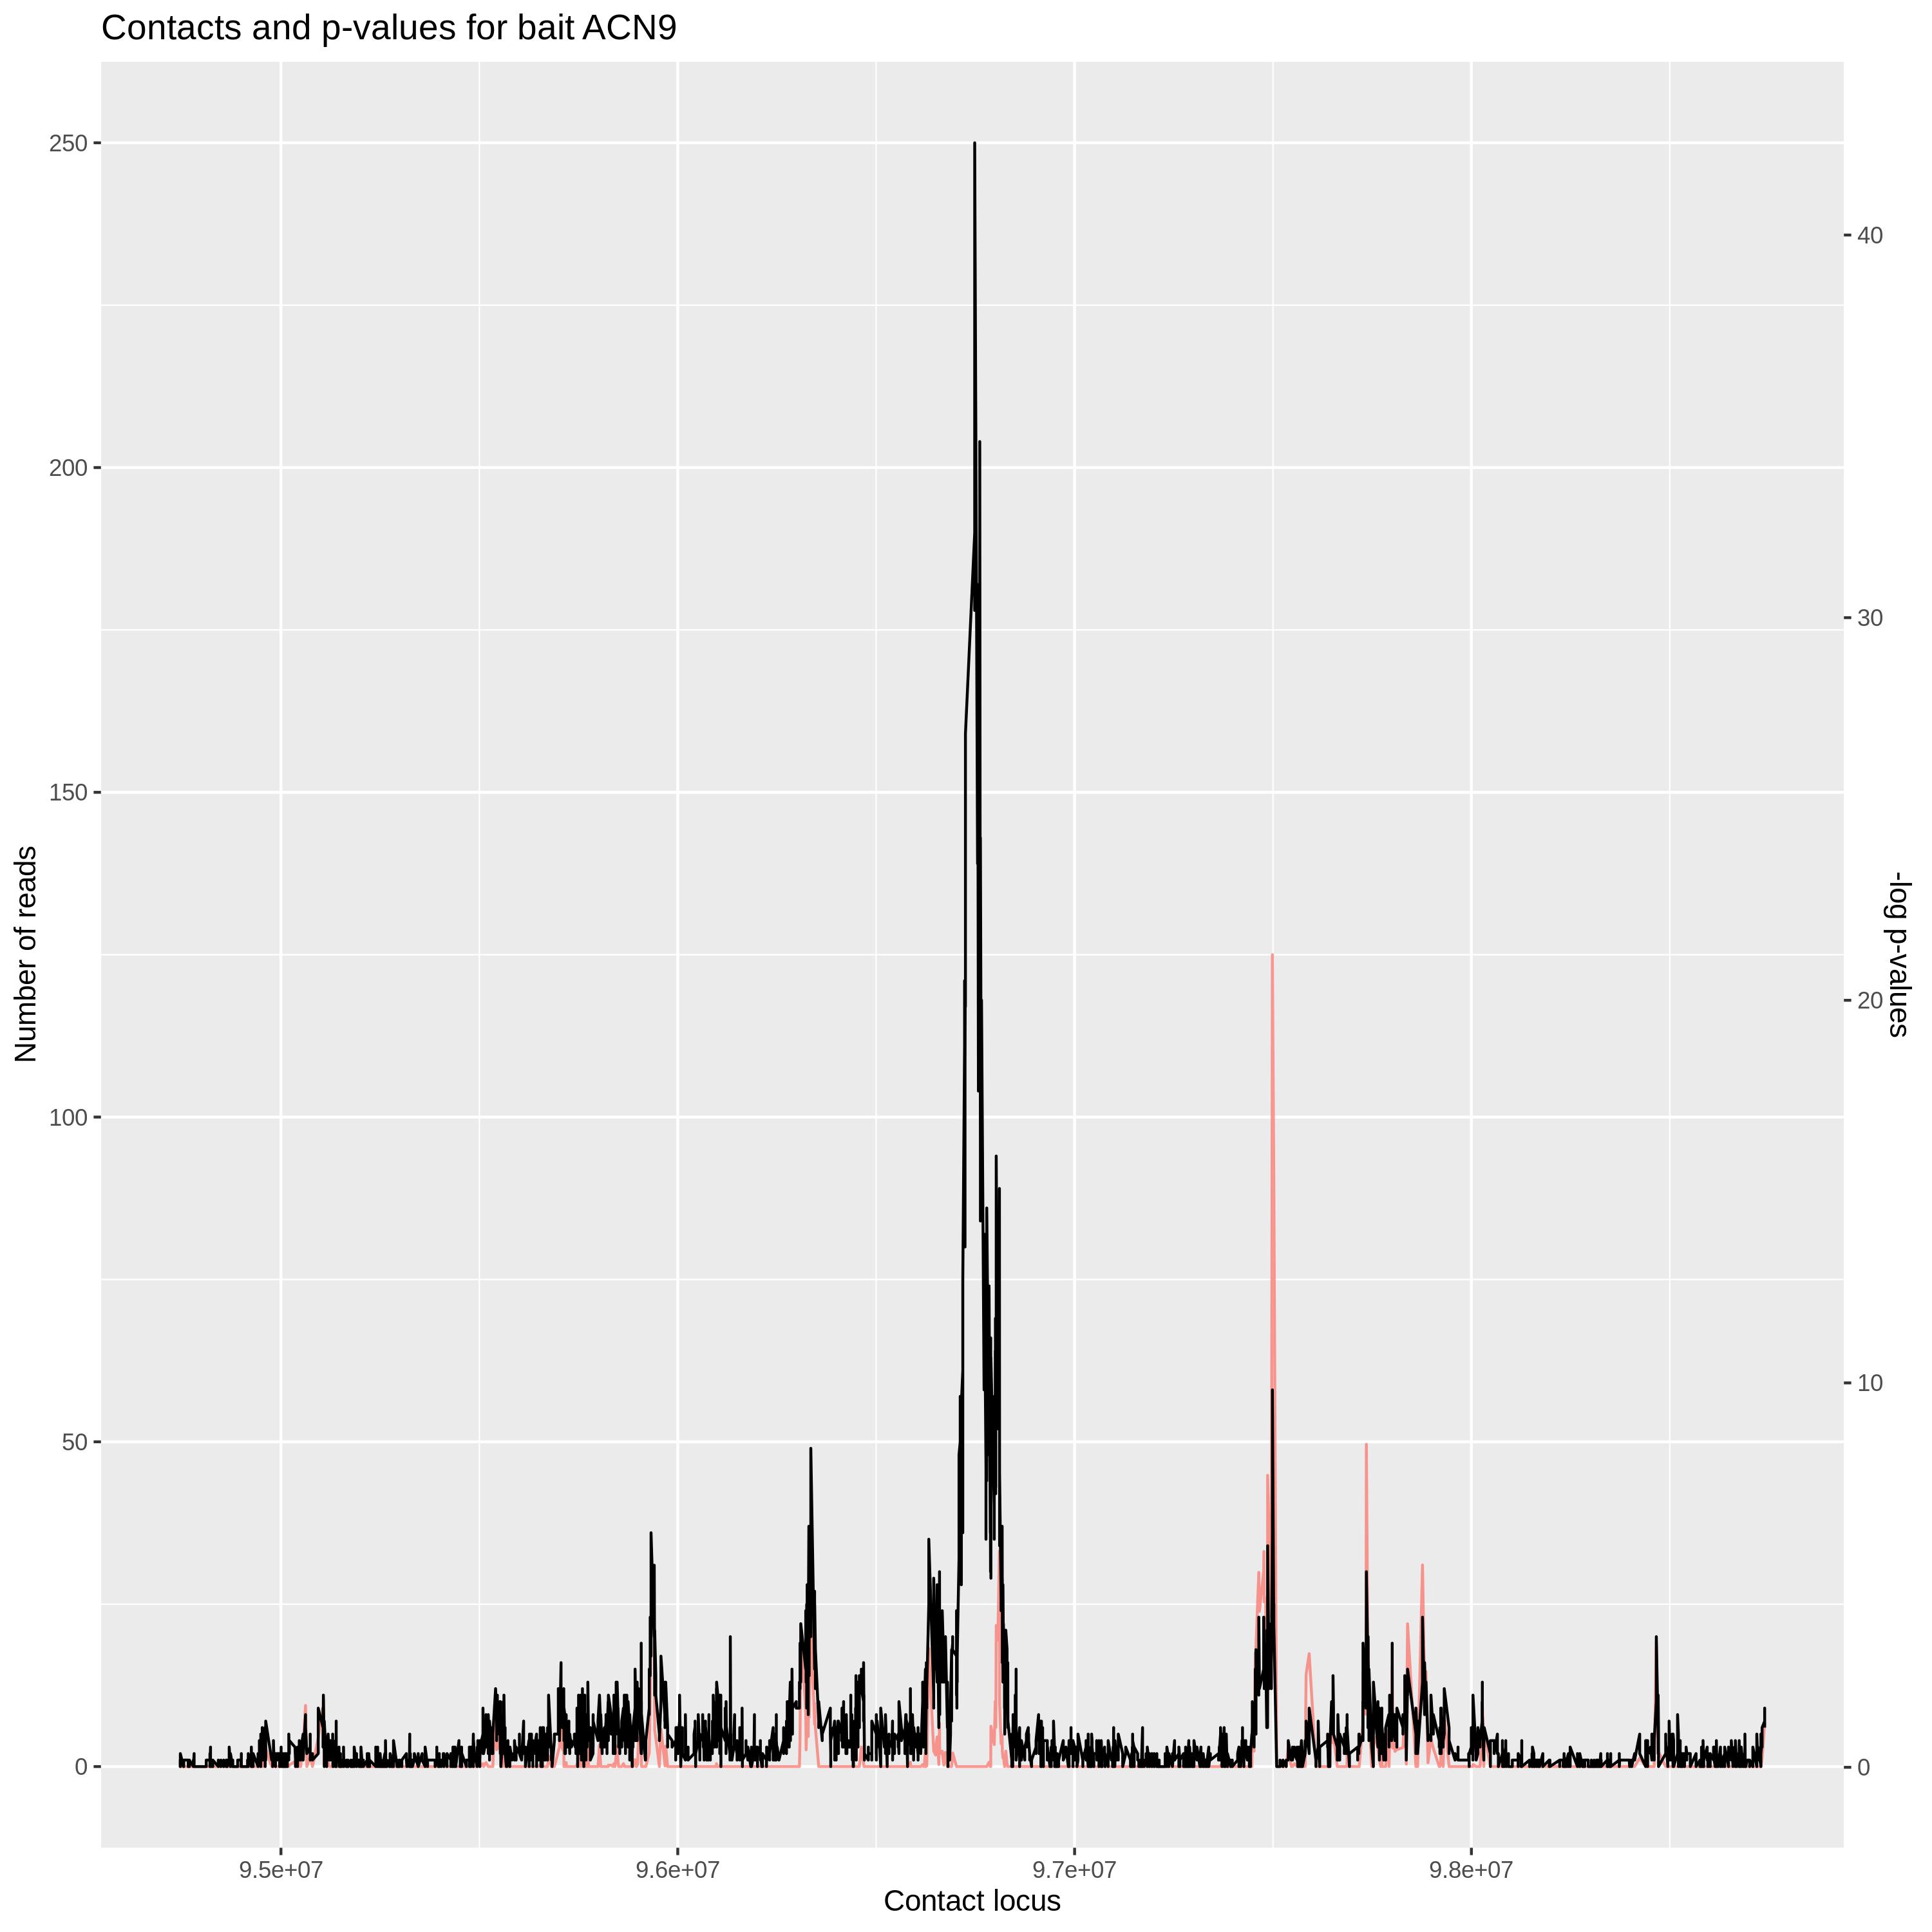 Contacts and p-values for bait ACN9
250
200
150
100
50
0
Number of reads
40
30
20
10
0
-log p-values
9.5e+07
9.6e+07
9.7e+07
9.8e+07
Contact locus